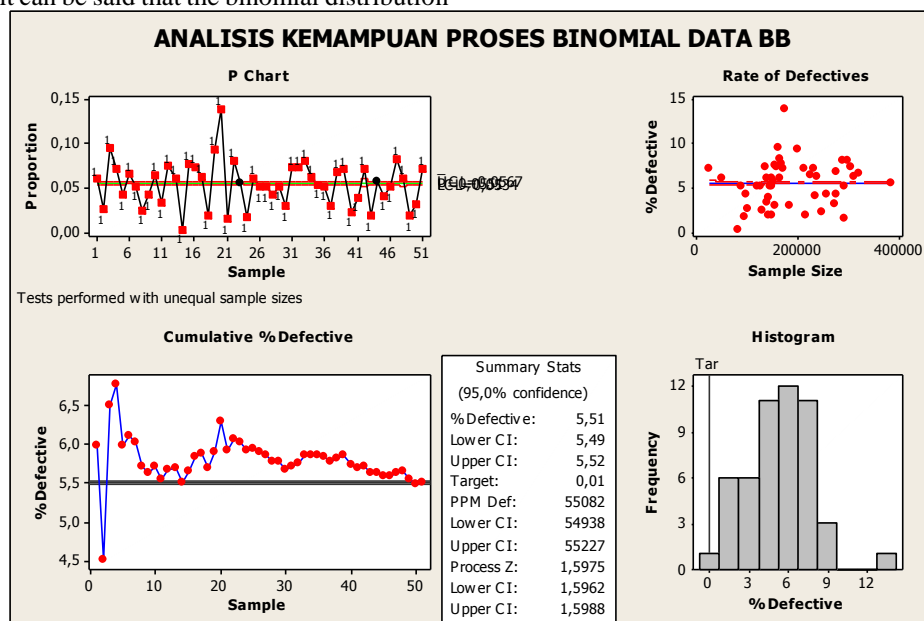 it can be said that the binomial distribution
ANALISIS KEMAMPUAN PROSES BINOMIAL DATA BB
P Chart
Proportion
0,15
0,10
0,05
0,00
1 6 11 16 21 26 31 36 41 46 51
Sample
Tests performed with unequal sample sizes
Rate of Defectives
%Defective
15
10
5
0
0 200000 400000
Sample Size
Cumulative %Defective
%Defective
6,5
6,0
5,5
5,0
4,5
0 10 20 30 40 50
Sample
Summary Stats
(95,0% confidence)
%Defective: 5,51
Lower CI: 5,49
Upper CI: 5,52
Target: 0,01
PPM Def: 55082
Lower CI: 54938
Upper CI: 55227
Process Z: 1,5975
Lower CI: 1,5962
Upper CI: 1,5988
Histogram
Tar
Frequency
12
9
6
3
0
0 3 6 9 12
%Defective